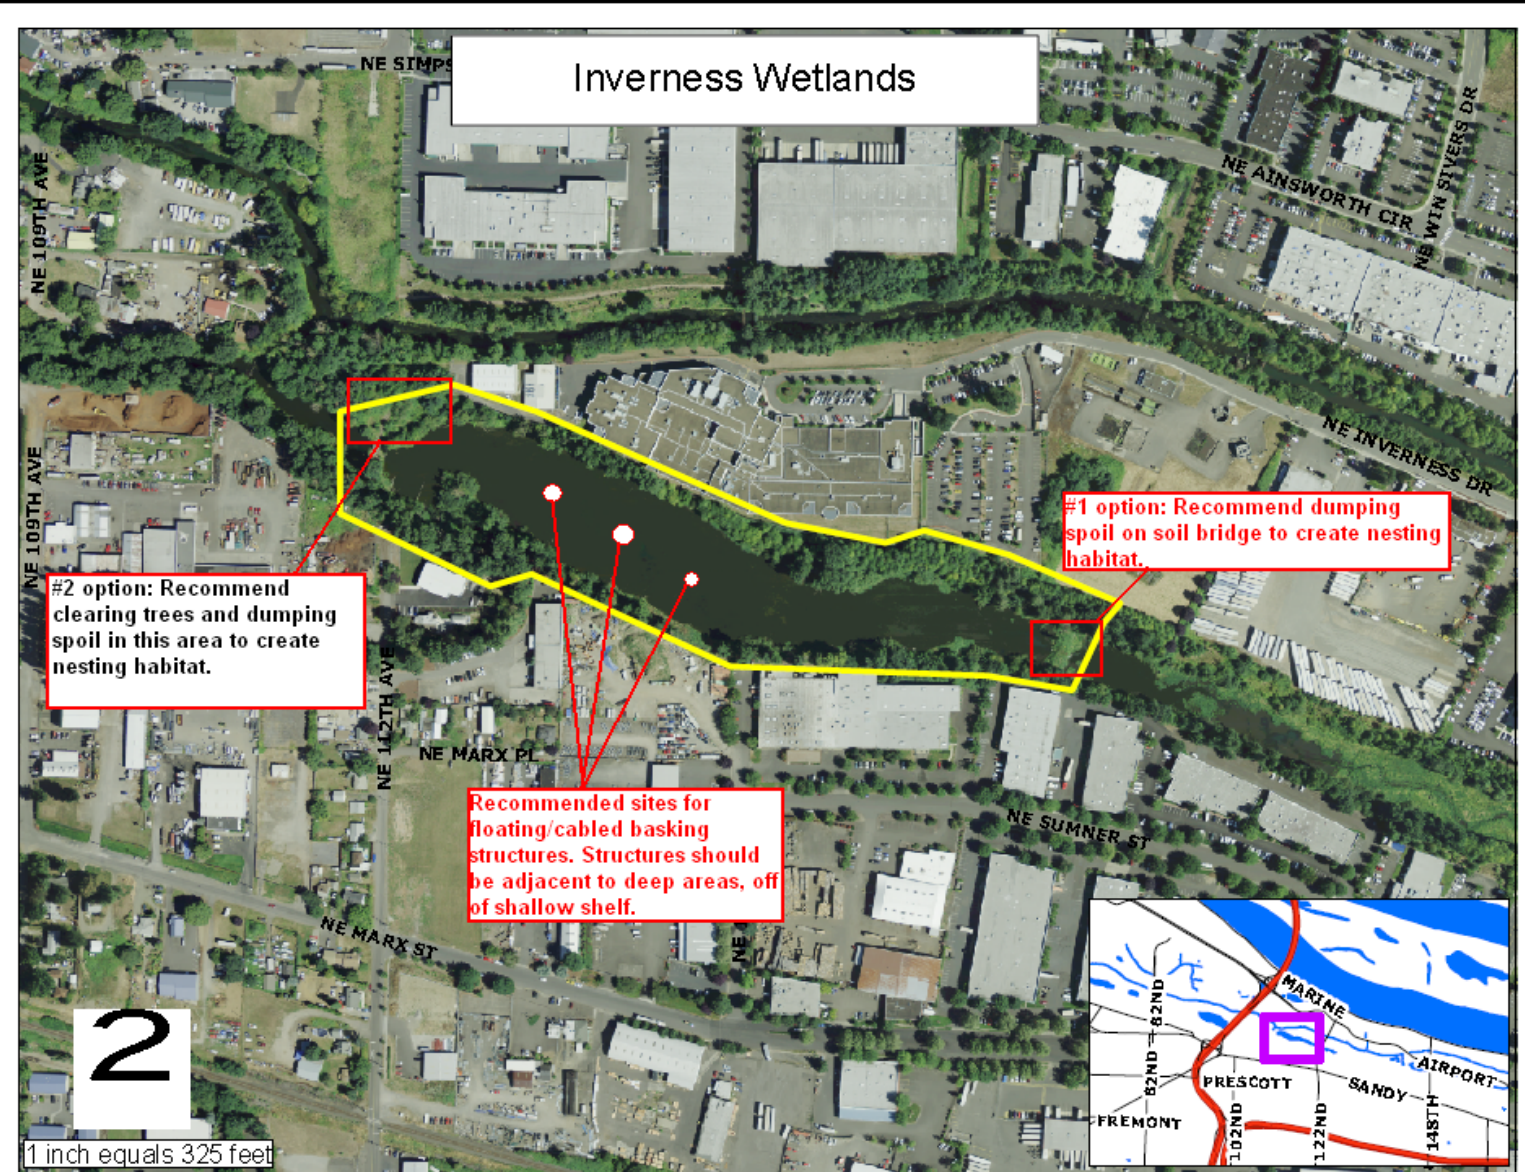 Inverness Wetlands
NE SIMPS
NE AINSWORTH CIR
NE WIN SIVERS DR
NE 109TH AVE
NE INVERNESS DR
NE 109TH AVE
#1 option: Recommend dumping
spoil on soil bridge to create nesting
habitat.
#2 option: Recommend
clearing trees and dumping
spoil in this area to create
nesting habitat.
NE 112TH AVE
NE MARX PL
Recommended sites for
floating/cabled basking
structures. Structures should
be adjacent to deep areas, off
of shallow shelf.
NE SUMNER ST
NE MARX ST
NE
2
1 inch equals 325 feet
MARINE
82ND
AIRPORT
82ND
PRESCOTT
SANDY
FREMONT
102ND
122ND
148TH